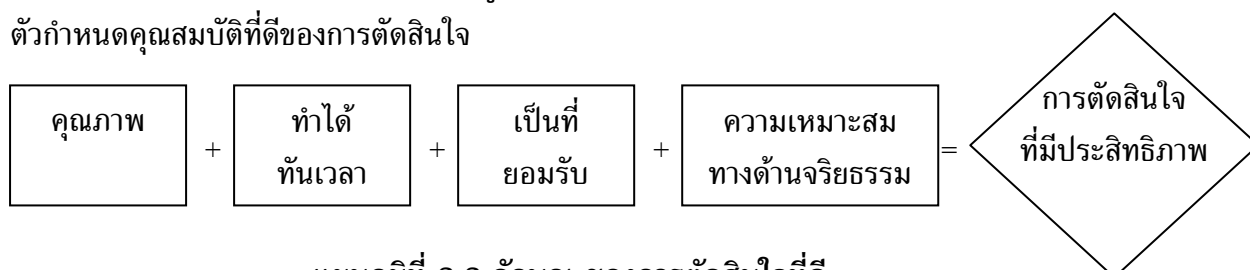 ตัวกำหนดคุณสมบัติที่ดีของการตัดสินใจ
คุณภาพ + ทำได้ทันเวลา + เป็นที่ยอมรับ + ความเหมาะสมทางด้านจริยธรรม = การตัดสินใจที่มีประสิทธิภาพ